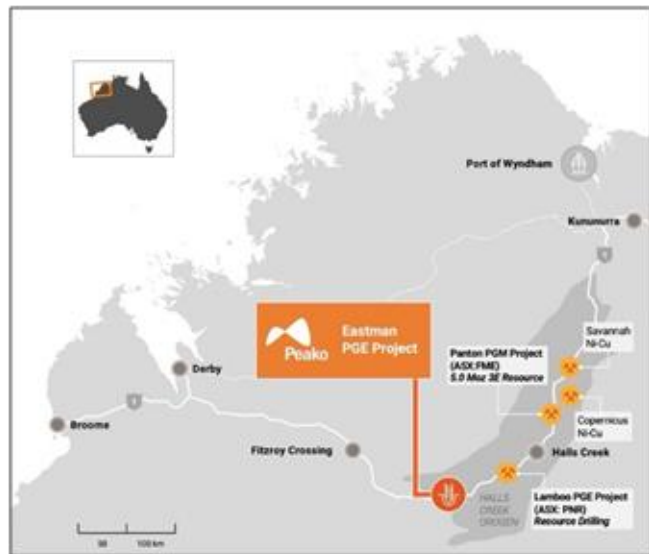 Port of Wyndham
Kununurra
Peako
Eastman
PGE Project
Savannah
Ni-Cu
Panton PGM Project
(ASX:FME)
5.0 Moz 3E Resource
Derby
Copernicus
Ni-Cu
Broome
Fitzroy Crossing
Halls Creek
HALLS
CREEK
OROGEN
Lamboo PGE Project
(ASX: PNR)
Resource Drilling
100 km